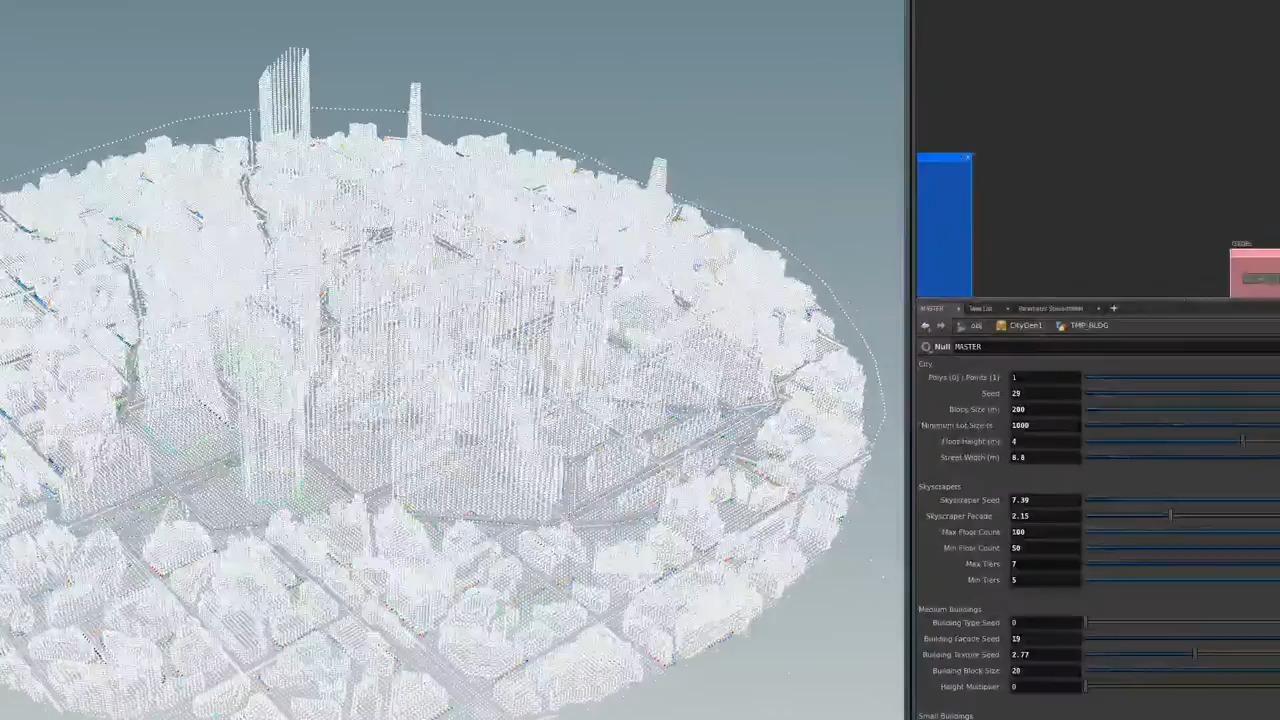 MASTER
Null MASTER
obj CityGen1 TMP_BLDG
City
Polys (0) | Points (1) 1
Seed 29
Block Size (m) 200
Minimum Lot Size 1000
Floor Height (m) 4
Street Width (m) 8.8
Skyscrapers
Skyscraper Seed 7.39
Skyscraper Facade 2.15
Max Floor Count 100
Min Floor Count 50
Max Tiers 7
Min Tiers 5
Medium Buildings
Building Type Seed 0
Building Facade Seed 19
Building Texture Seed 2.77
Building Block Size 20
Height Multiplier 0
Small Buildings